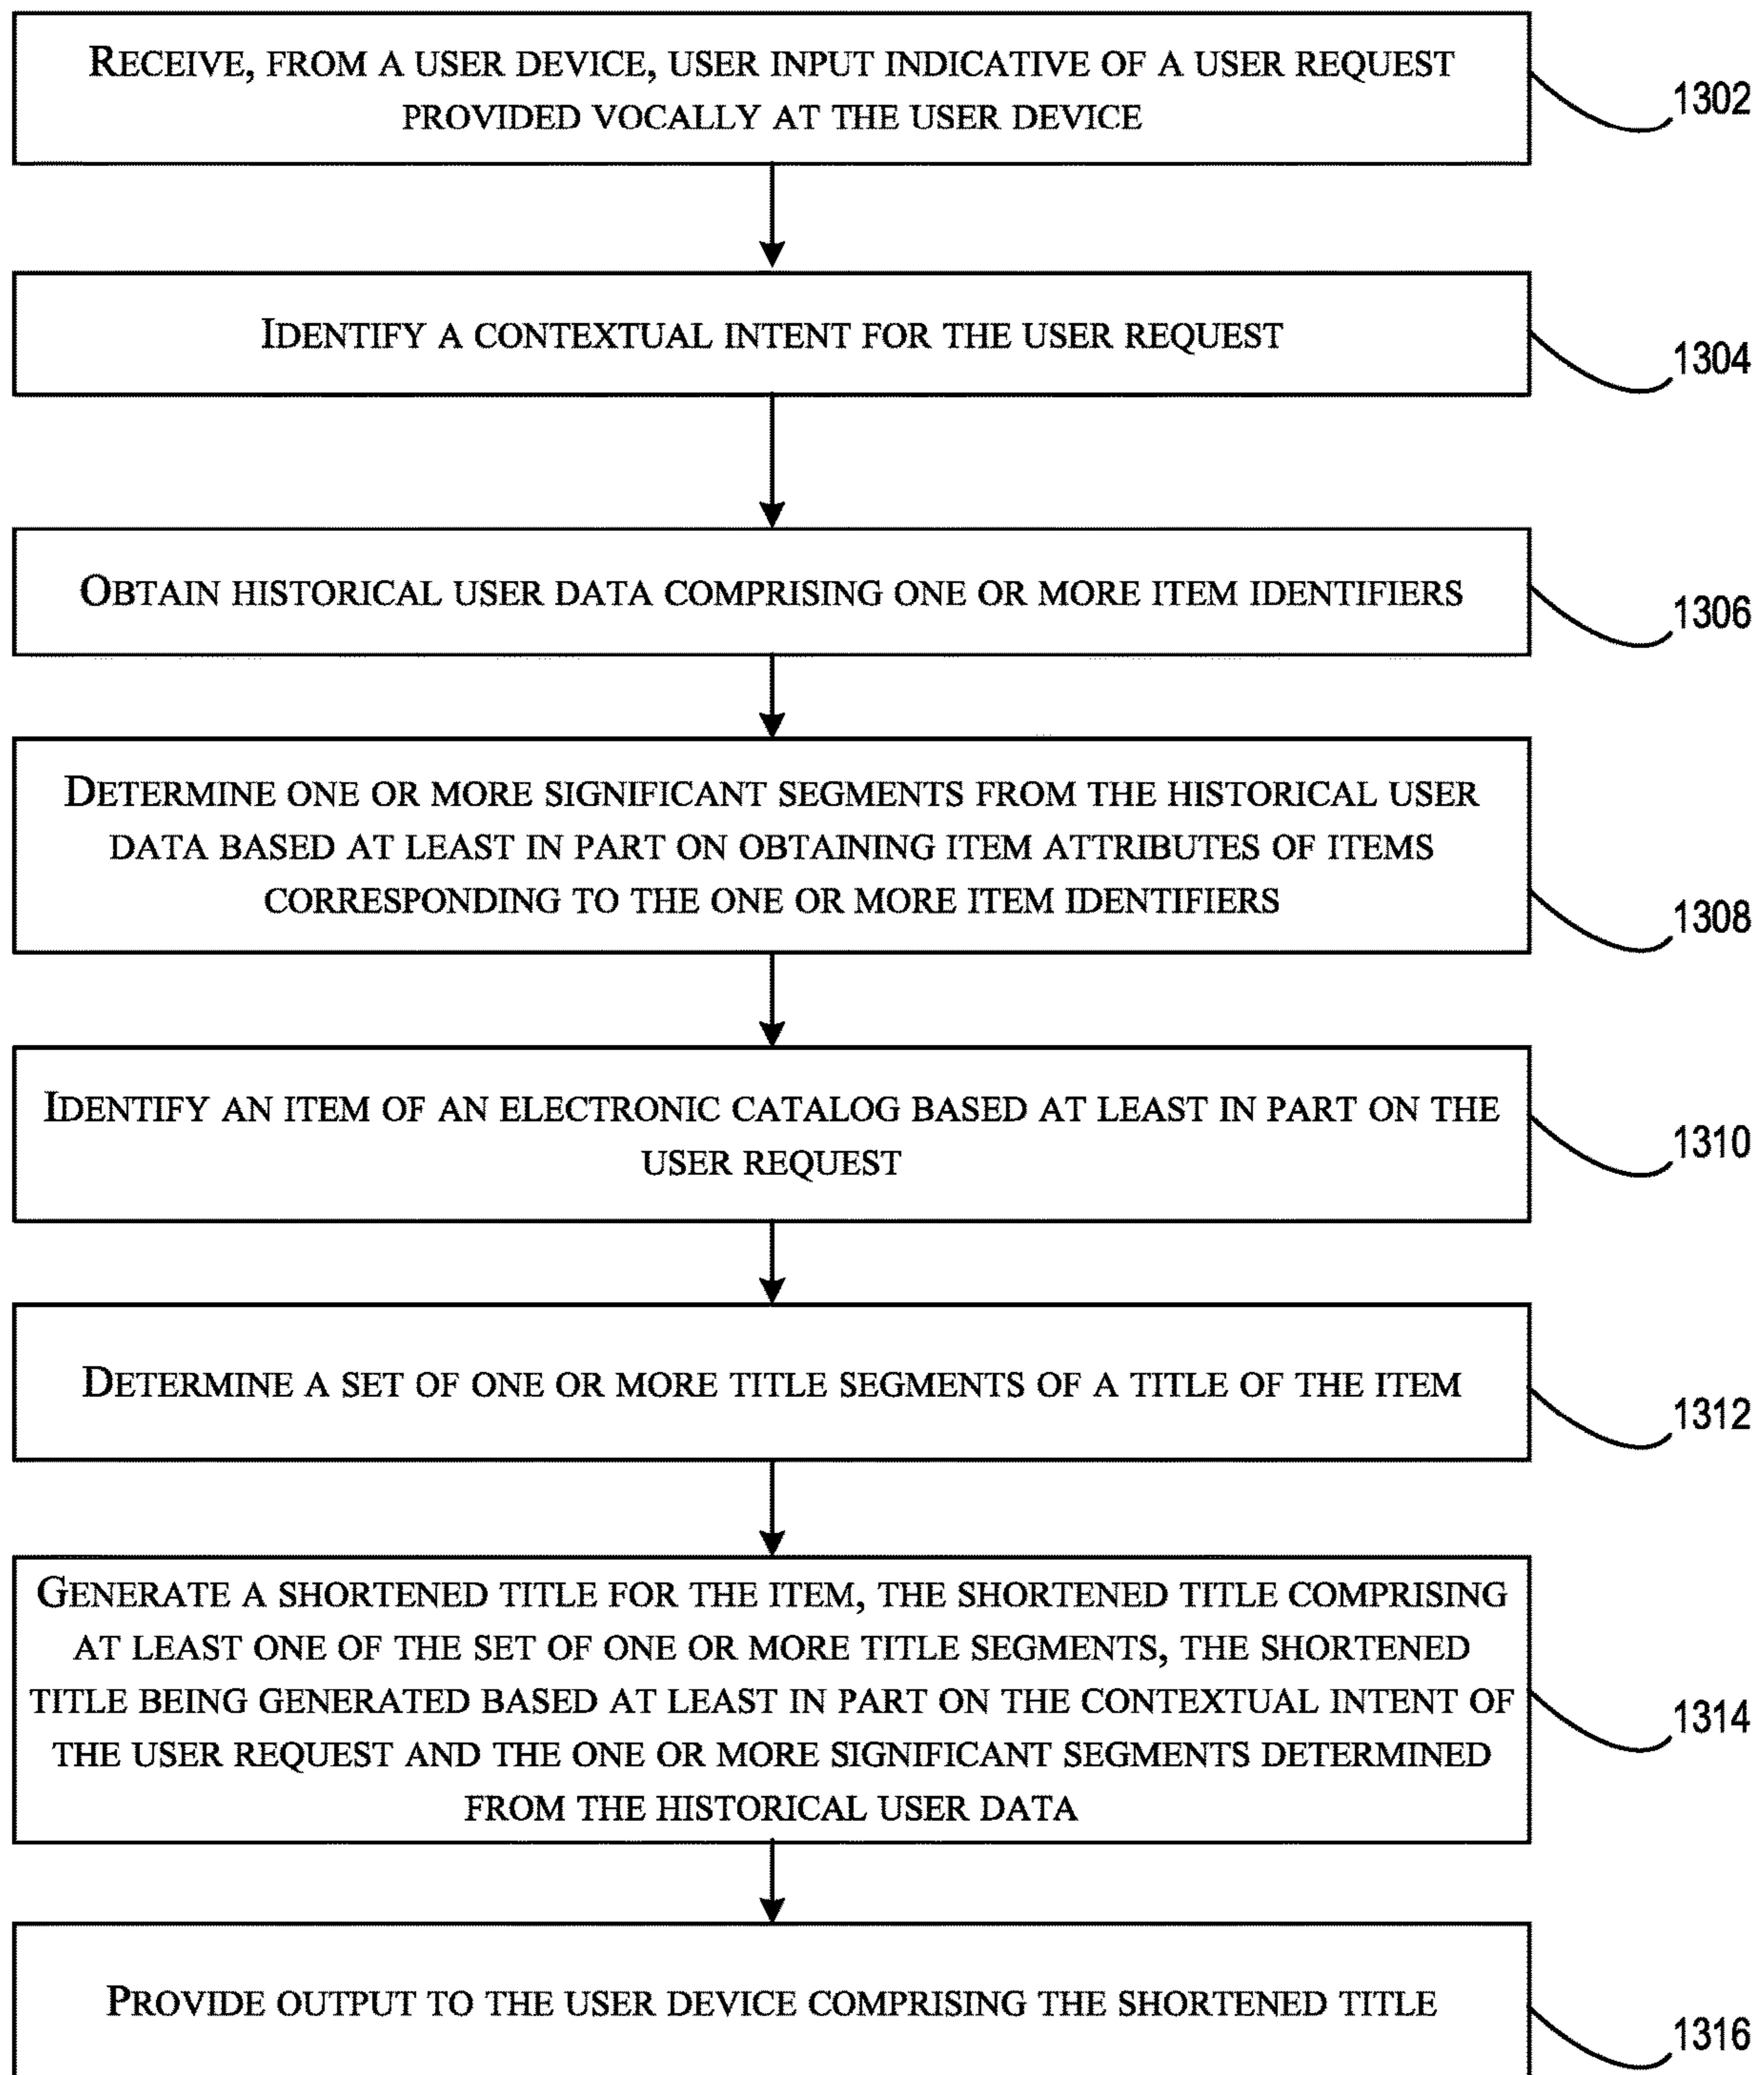 RECEIVE, FROM A USER DEVICE, USER INPUT INDICATIVE OF A USER REQUEST
PROVIDED VOCALLY AT THE USER DEVICE
1302
IDENTIFY A CONTEXTUAL INTENT FOR THE USER REQUEST
1304
OBTAIN HISTORICAL USER DATA COMPRISING ONE OR MORE ITEM IDENTIFIERS
1306
DETERMINE ONE OR MORE SIGNIFICANT SEGMENTS FROM THE HISTORICAL USER
DATA BASED AT LEAST IN PART ON OBTAINING ITEM ATTRIBUTES OF ITEMS
CORRESPONDING TO THE ONE OR MORE ITEM IDENTIFIERS
1308
IDENTIFY AN ITEM OF AN ELECTRONIC CATALOG BASED AT LEAST IN PART ON THE
USER REQUEST
1310
DETERMINE A SET OF ONE OR MORE TITLE SEGMENTS OF A TITLE OF THE ITEM
1312
GENERATE A SHORTENED TITLE FOR THE ITEM, THE SHORTENED TITLE COMPRISING
AT LEAST ONE OF THE SET OF ONE OR MORE TITLE SEGMENTS, THE SHORTENED
TITLE BEING GENERATED BASED AT LEAST IN PART ON THE CONTEXTUAL INTENT OF
THE USER REQUEST AND THE ONE OR MORE SIGNIFICANT SEGMENTS DETERMINED
FROM THE HISTORICAL USER DATA
1314
PROVIDE OUTPUT TO THE USER DEVICE COMPRISING THE SHORTENED TITLE
1316